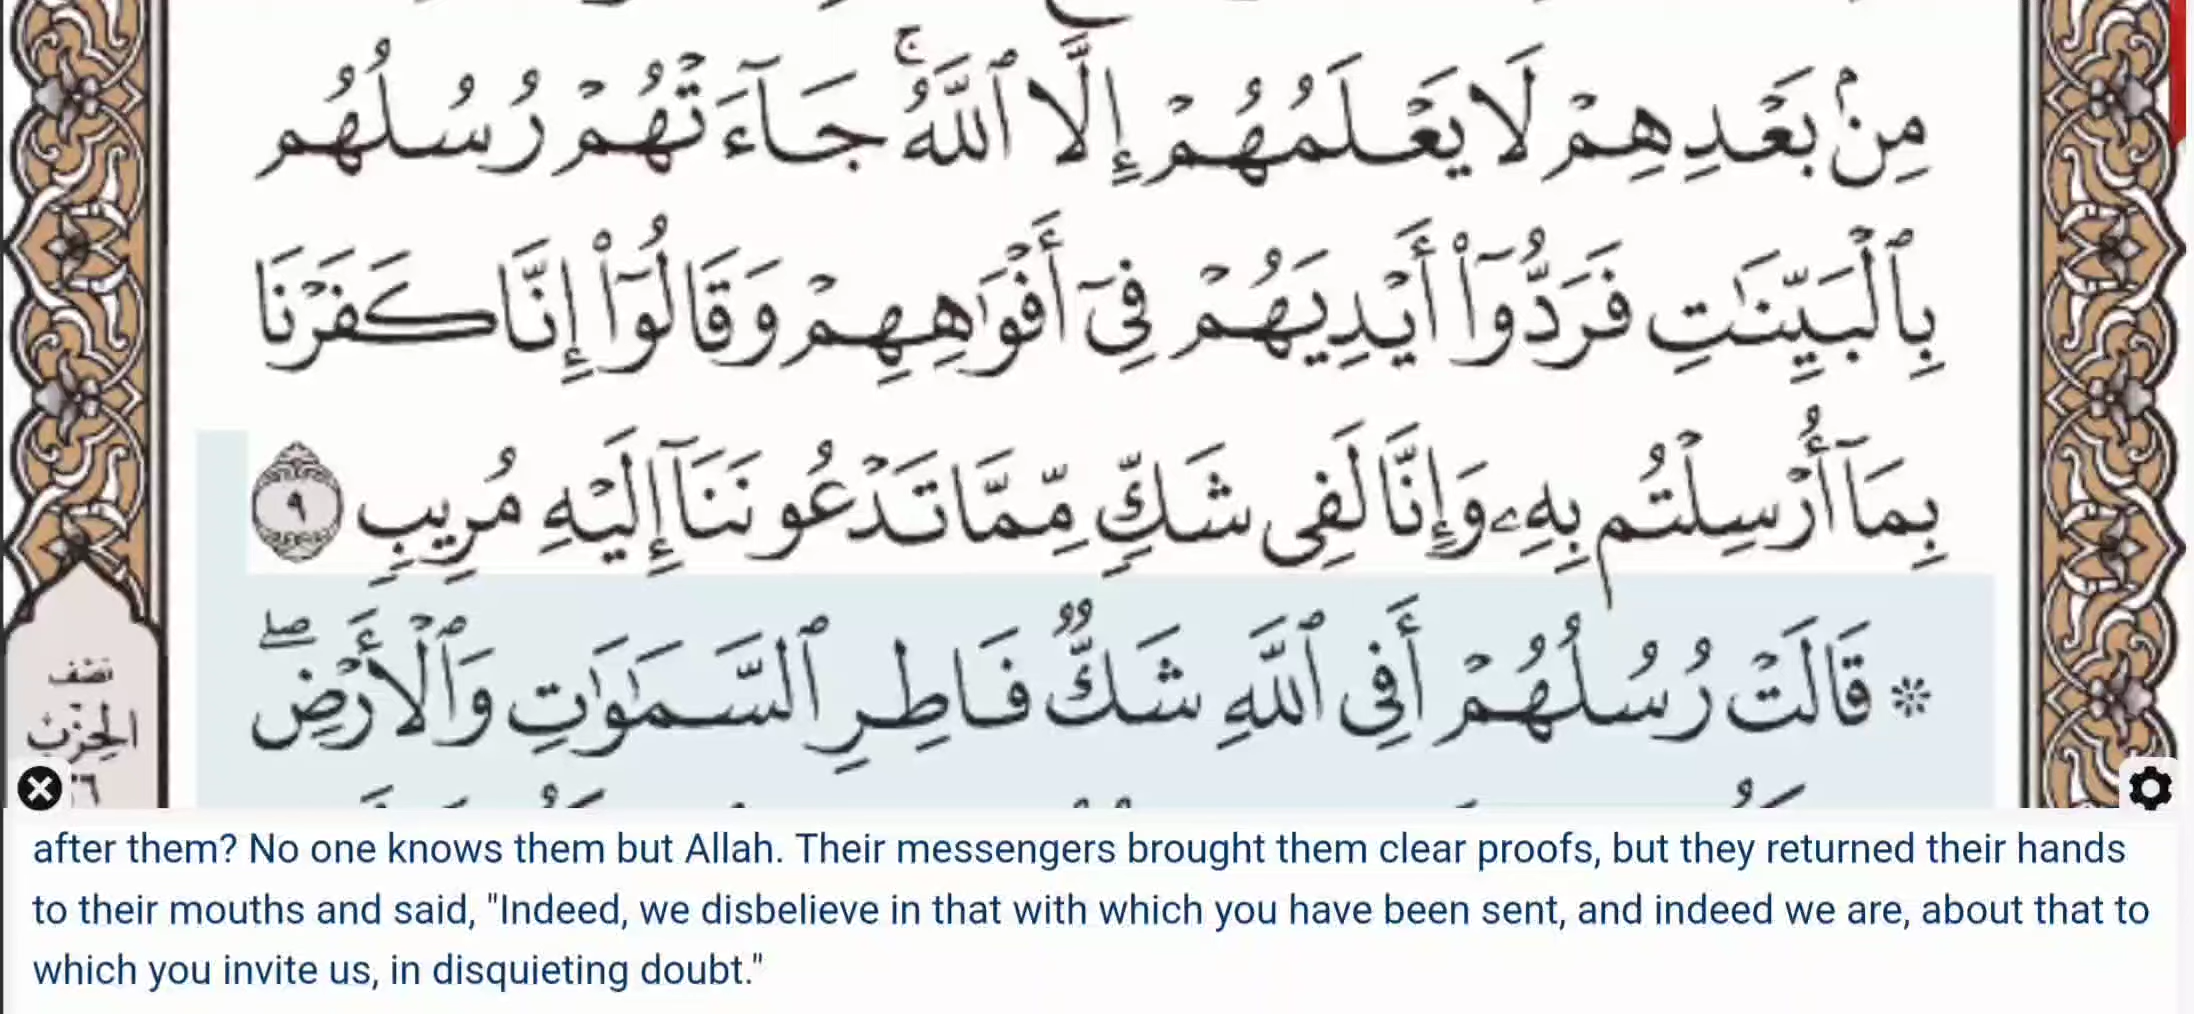 مِنۢ بَعۡدِهِمۡ لَا يَعۡلَمُهُمۡ إِلَّا ٱللَّهُۚ جَآءَتۡهُمۡ رُسُلُهُم
بِٱلۡبَيِّنَٰتِ فَرَدُّوٓاْ أَيۡدِيَهُمۡ فِيٓ أَفۡوَٰهِهِمۡ وَقَالُوٓاْ إِنَّا كَفَرۡنَا
بِمَآ أُرۡسِلۡتُم بِهِۦ وَإِنَّا لَفِي شَكّٖ مِّمَّا تَدۡعُونَنَآ إِلَيۡهِ مُرِيبٖ ٩
۞ قَالَتۡ رُسُلُهُمۡ أَفِي ٱللَّهِ شَكّٞ فَاطِرِ ٱلسَّمَٰوَٰتِ وَٱلۡأَرۡضِۖ
نصف
الحزب
after them? No one knows them but Allah. Their messengers brought them clear proofs, but they returned their hands
to their mouths and said, "Indeed, we disbelieve in that with which you have been sent, and indeed we are, about that to
which you invite us, in disquieting doubt."